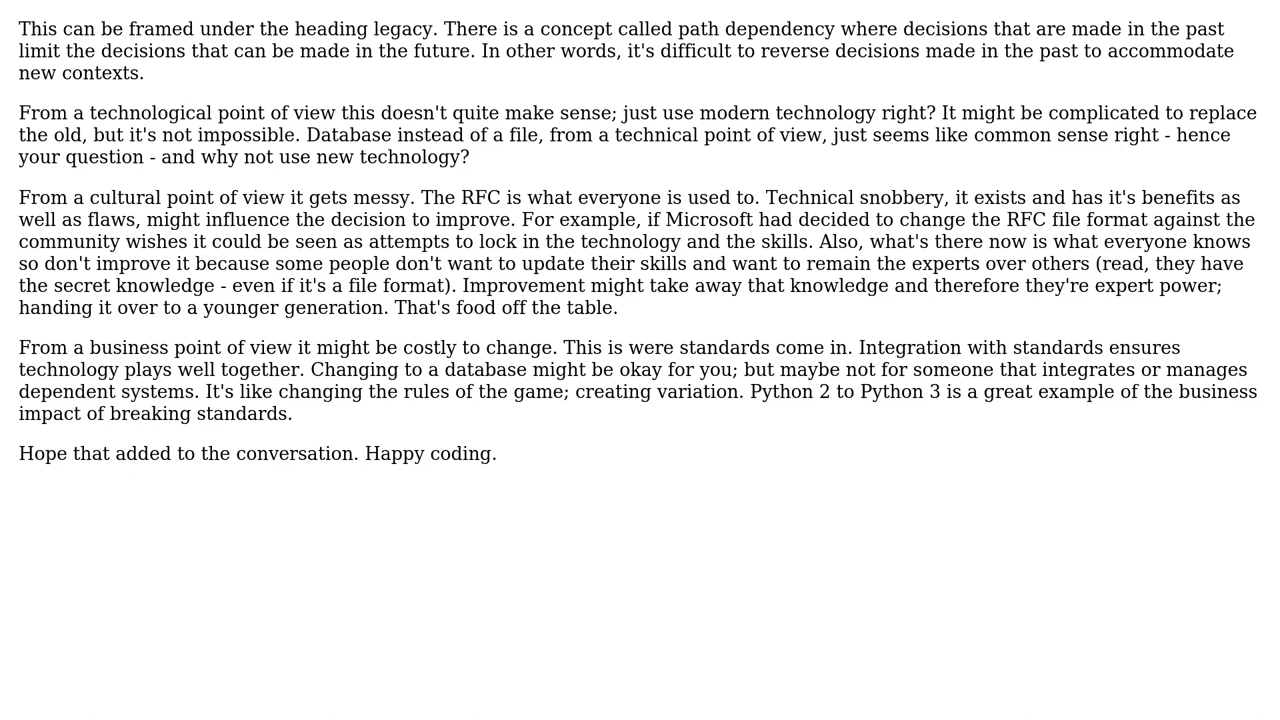 This can be framed under the heading legacy. There is a concept called path dependency where decisions that are made in the past
limit the decisions that can be made in the future. In other words, it's difficult to reverse decisions made in the past to accommodate
new contexts.
From a technological point of view this doesn't quite make sense; just use modern technology right? It might be complicated to replace
the old, but it's not impossible. Database instead of a file, from a technical point of view, just seems like common sense right - hence
your question - and why not use new technology?
From a cultural point of view it gets messy. The RFC is what everyone is used to. Technical snobbery, it exists and has it's benefits as
well as flaws, might influence the decision to improve. For example, if Microsoft had decided to change the RFC file format against the
community wishes it could be seen as attempts to lock in the technology and the skills. Also, what's there now is what everyone knows
so don't improve it because some people don't want to update their skills and want to remain the experts over others (read, they have
the secret knowledge - even if it's a file format). Improvement might take away that knowledge and therefore they're expert power;
handing it over to a younger generation. That's food off the table.
From a business point of view it might be costly to change. This is were standards come in. Integration with standards ensures
technology plays well together. Changing to a database might be okay for you; but maybe not for someone that integrates or manages
dependent systems. It's like changing the rules of the game; creating variation. Python 2 to Python 3 is a great example of the business
impact of breaking standards.
Hope that added to the conversation. Happy coding.